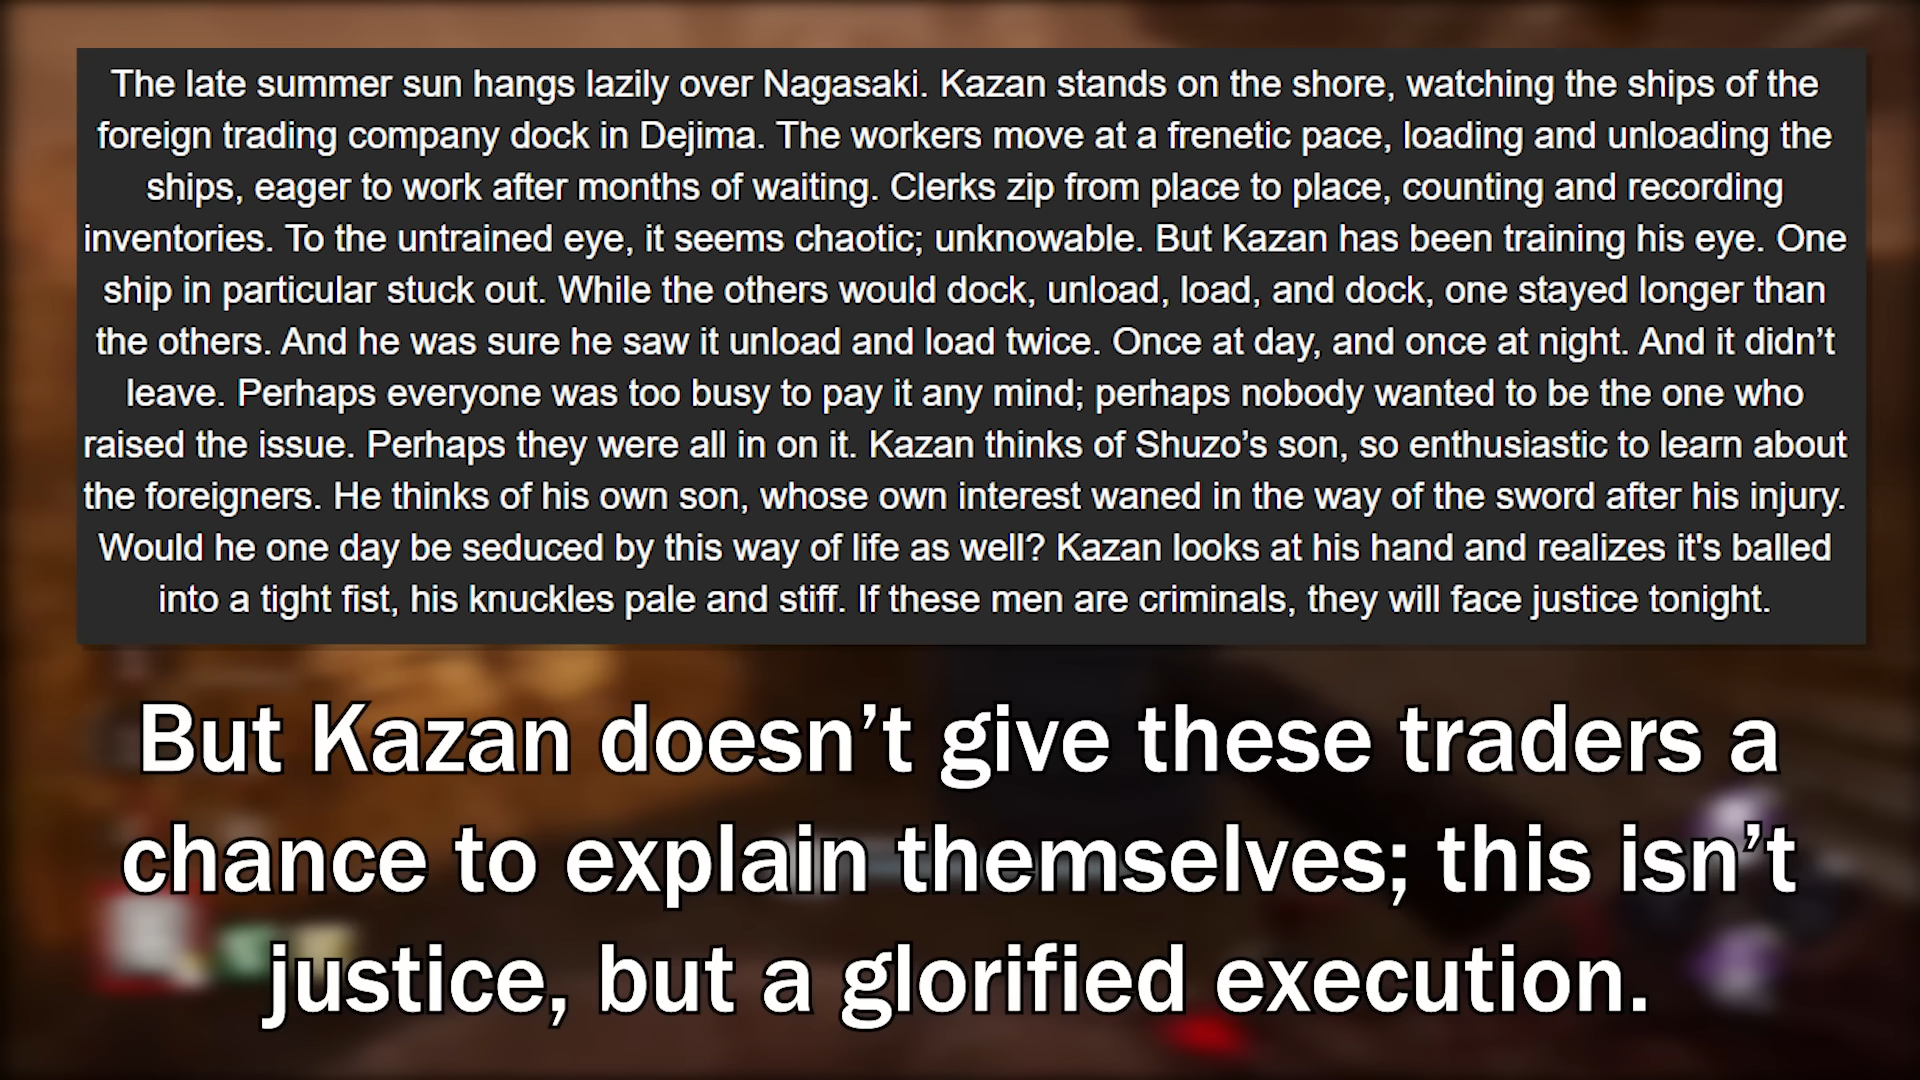 The late summer sun hangs lazily over Nagasaki. Kazan stands on the shore, watching the ships of the
foreign trading company dock in Dejima. The workers move at a frenetic pace, loading and unloading the
ships, eager to work after months of waiting. Clerks zip from place to place, counting and recording
inventories. To the untrained eye, it seems chaotic; unknowable. But Kazan has been training his eye. One
ship in particular stuck out. While the others would dock, unload, load, and dock, one stayed longer than
the others. And he was sure he saw it unload and load twice. Once at day, and once at night. And it didn’t
leave. Perhaps everyone was too busy to pay it any mind; perhaps nobody wanted to be the one who
raised the issue. Perhaps they were all in on it. Kazan thinks of Shuzo’s son, so enthusiastic to learn about
the foreigners. He thinks of his own son, whose own interest waned in the way of the sword after his injury.
Would he one day be seduced by this way of life as well? Kazan looks at his hand and realizes it's balled
into a tight fist, his knuckles pale and stiff. If these men are criminals, they will face justice tonight.
But Kazan doesn’t give these traders a
chance to explain themselves; this isn’t
justice, but a glorified execution.